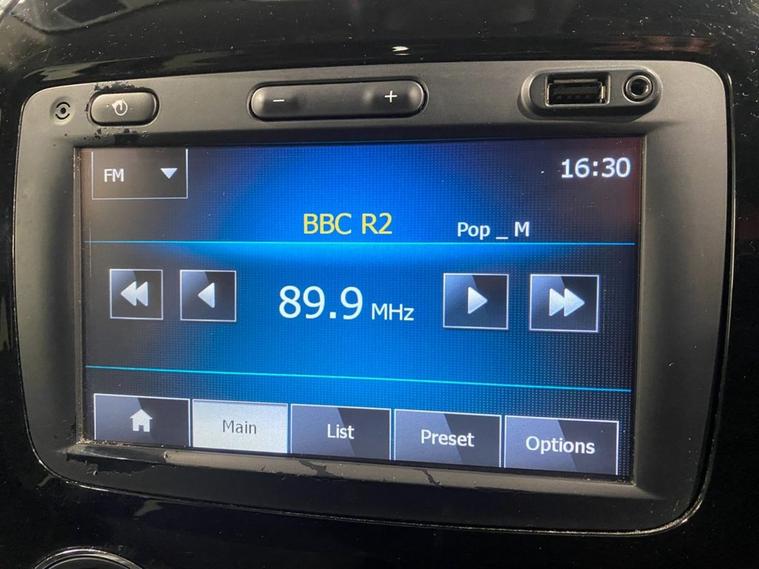 − +
FM 16:30
BBC R2 Pop _ M
89.9 MHz
Main List Preset Options